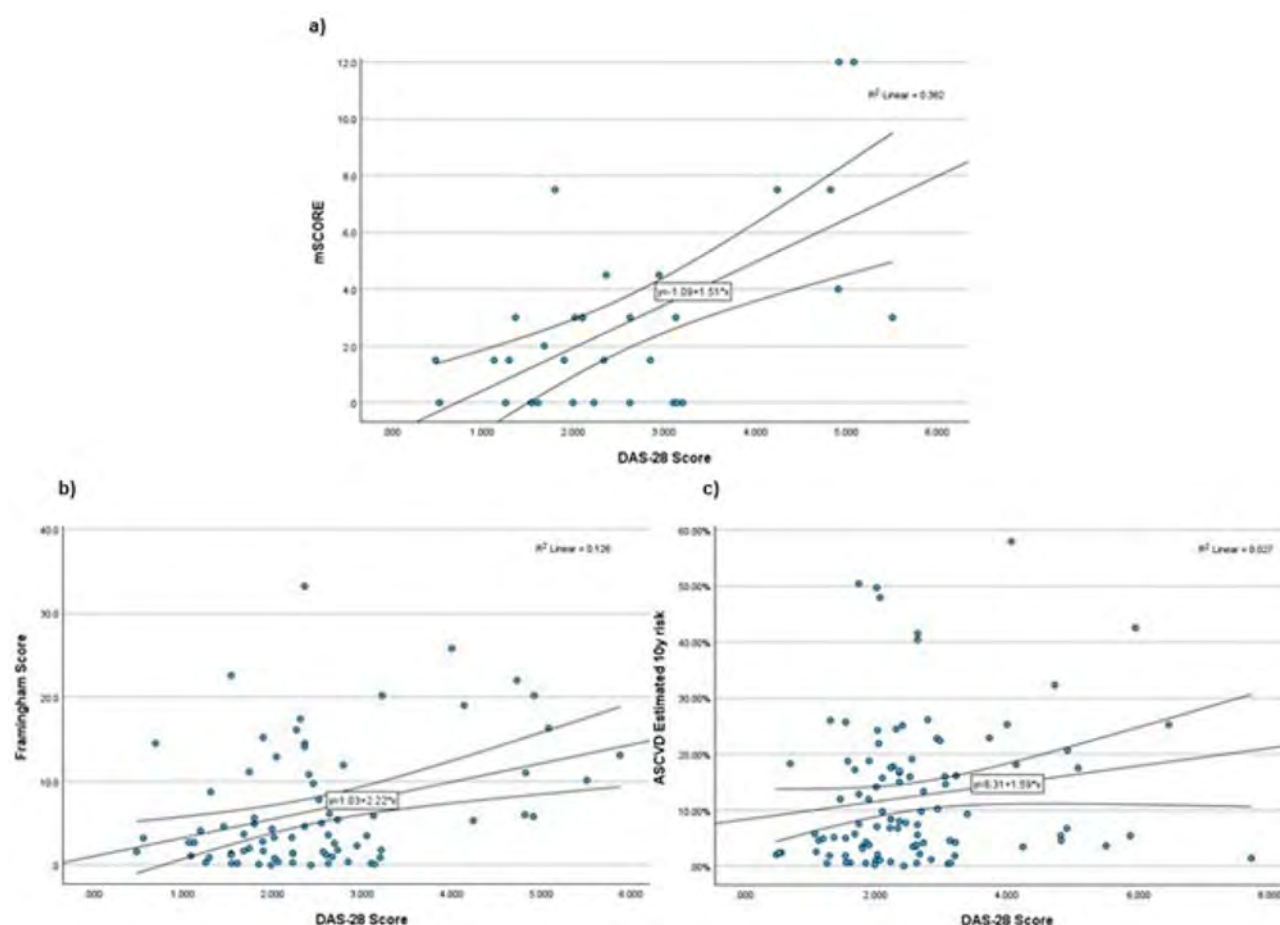 a)
12.0
R² Linear = 0.362
10.0
8.0
6.0
4.0
2.0
.0
mSCORE
y=-1.09+1.51*x
.000 1.000 2.000 3.000 4.000 5.000 6.000
DAS-28 Score
b)
40.0
R² Linear = 0.126
30.0
20.0
10.0
.0
Framingham Score
y=1.03+2.22*x
.000 1.000 2.000 3.000 4.000 5.000 6.000
DAS-28 Score
c)
60.00%
R² Linear = 0.027
50.00%
40.00%
30.00%
20.00%
10.00%
.00%
ASCVD Estimated 10y risk
y=8.31+1.59*x
.000 2.000 4.000 6.000 8.000
DAS-28 Score